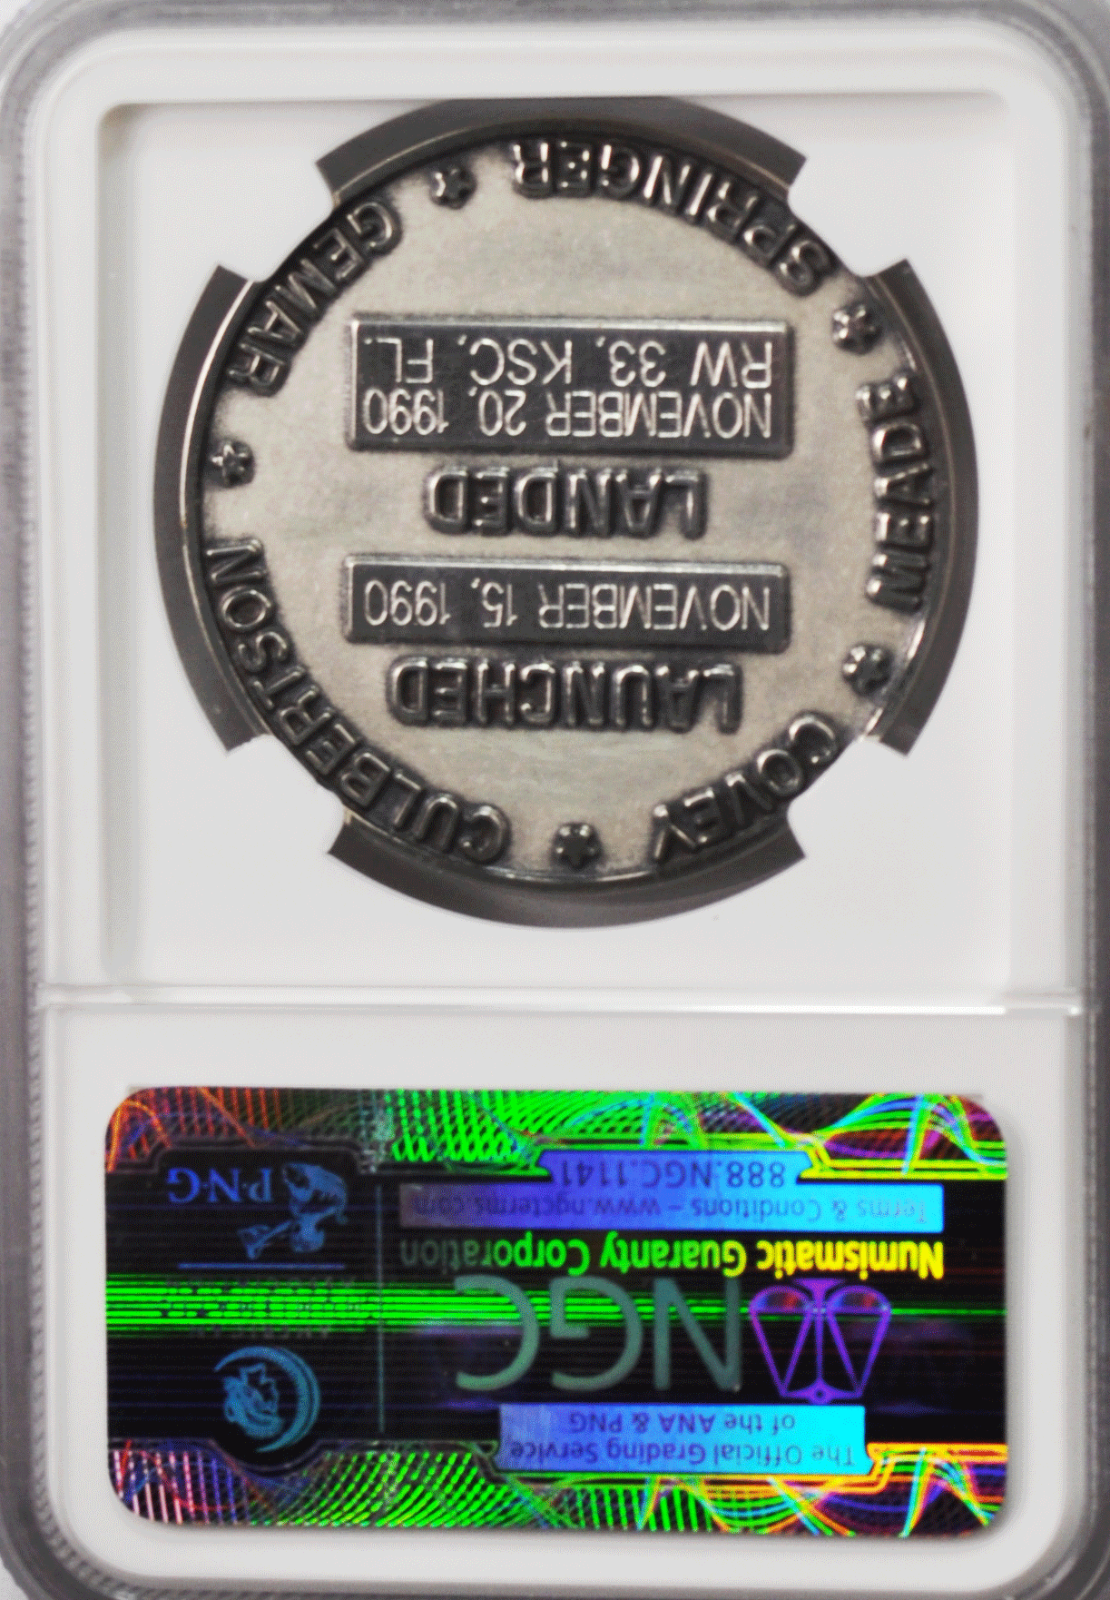 The Official Grading Service
of the ANA & PNG
NGC
Numismatic Guaranty Corporation
Terms & Conditions – www.ngcterms.com
888.NGC.1141
P·N·G
COVEY ★ CULBERTSON ★ GEMAR ★ SPRINGER ★ MEADE ★
LAUNCHED
NOVEMBER 15, 1990
LANDED
NOVEMBER 20, 1990
RW 33, KSC, FL.